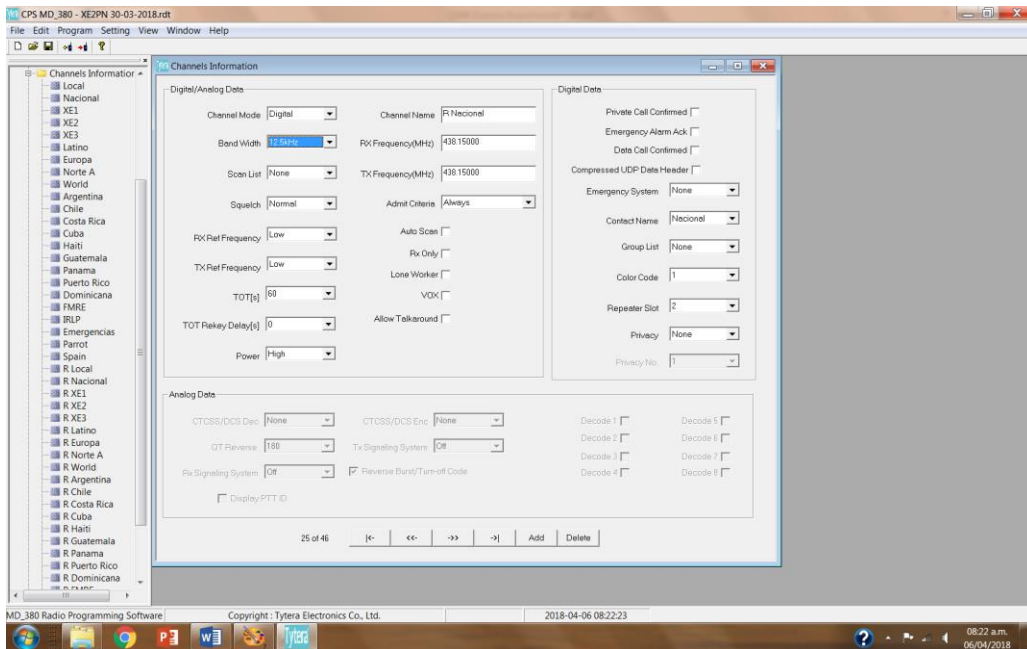 CPS MD_380 - XE2PN 30-03-2018.rdt
File Edit Program Setting View Window Help
Channels Informatior
Local
Nacional
XE1
XE2
XE3
Latino
Europa
Norte A
World
Argentina
Chile
Costa Rica
Cuba
Haiti
Guatemala
Panama
Puerto Rico
Dominicana
FMRE
IRLP
Emergencias
Parrot
Spain
R Local
R Nacional
R XE1
R XE2
R XE3
R Latino
R Europa
R Norte A
R World
R Argentina
R Chile
R Costa Rica
R Cuba
R Haiti
R Guatemala
R Panama
R Puerto Rico
R Dominicana
R FMRE
Channels Information
Digital/Analog Data
Channel Mode Digital
Band Width 12.5kHz
Scan List None
Squelch Normal
RX Ref Frequency Low
TX Ref Frequency Low
TOT[s] 60
TOT Rekey Delay[s] 0
Power High
Channel Name R Nacional
RX Frequency(MHz) 438.15000
TX Frequency(MHz) 438.15000
Admit Criteria Always
Auto Scan
Rx Only
Lone Worker
VOX
Allow Talkaround
Digital Data
Private Call Confirmed
Emergency Alarm Ack
Data Call Confirmed
Compressed UDP Data Header
Emergency System None
Contact Name Nacional
Group List None
Color Code 1
Repeater Slot 2
Privacy None
Privacy No. 1
Analog Data
CTCSS/DCS Dec None
QT Reverse 180
Rx Signaling System Off
Display PTT ID
CTCSS/DCS Enc None
Tx Signaling System Off
Reverse Burst/Turn-off Code
Decode 1 Decode 5
Decode 2 Decode 6
Decode 3 Decode 7
Decode 4 Decode 8
25 of 46 |<- <<- ->> ->| Add Delete
MD_380 Radio Programming Software Copyright : Tytera Electronics Co., Ltd. 2018-04-06 08:22:23
Tytera
08:22 a.m.
06/04/2018